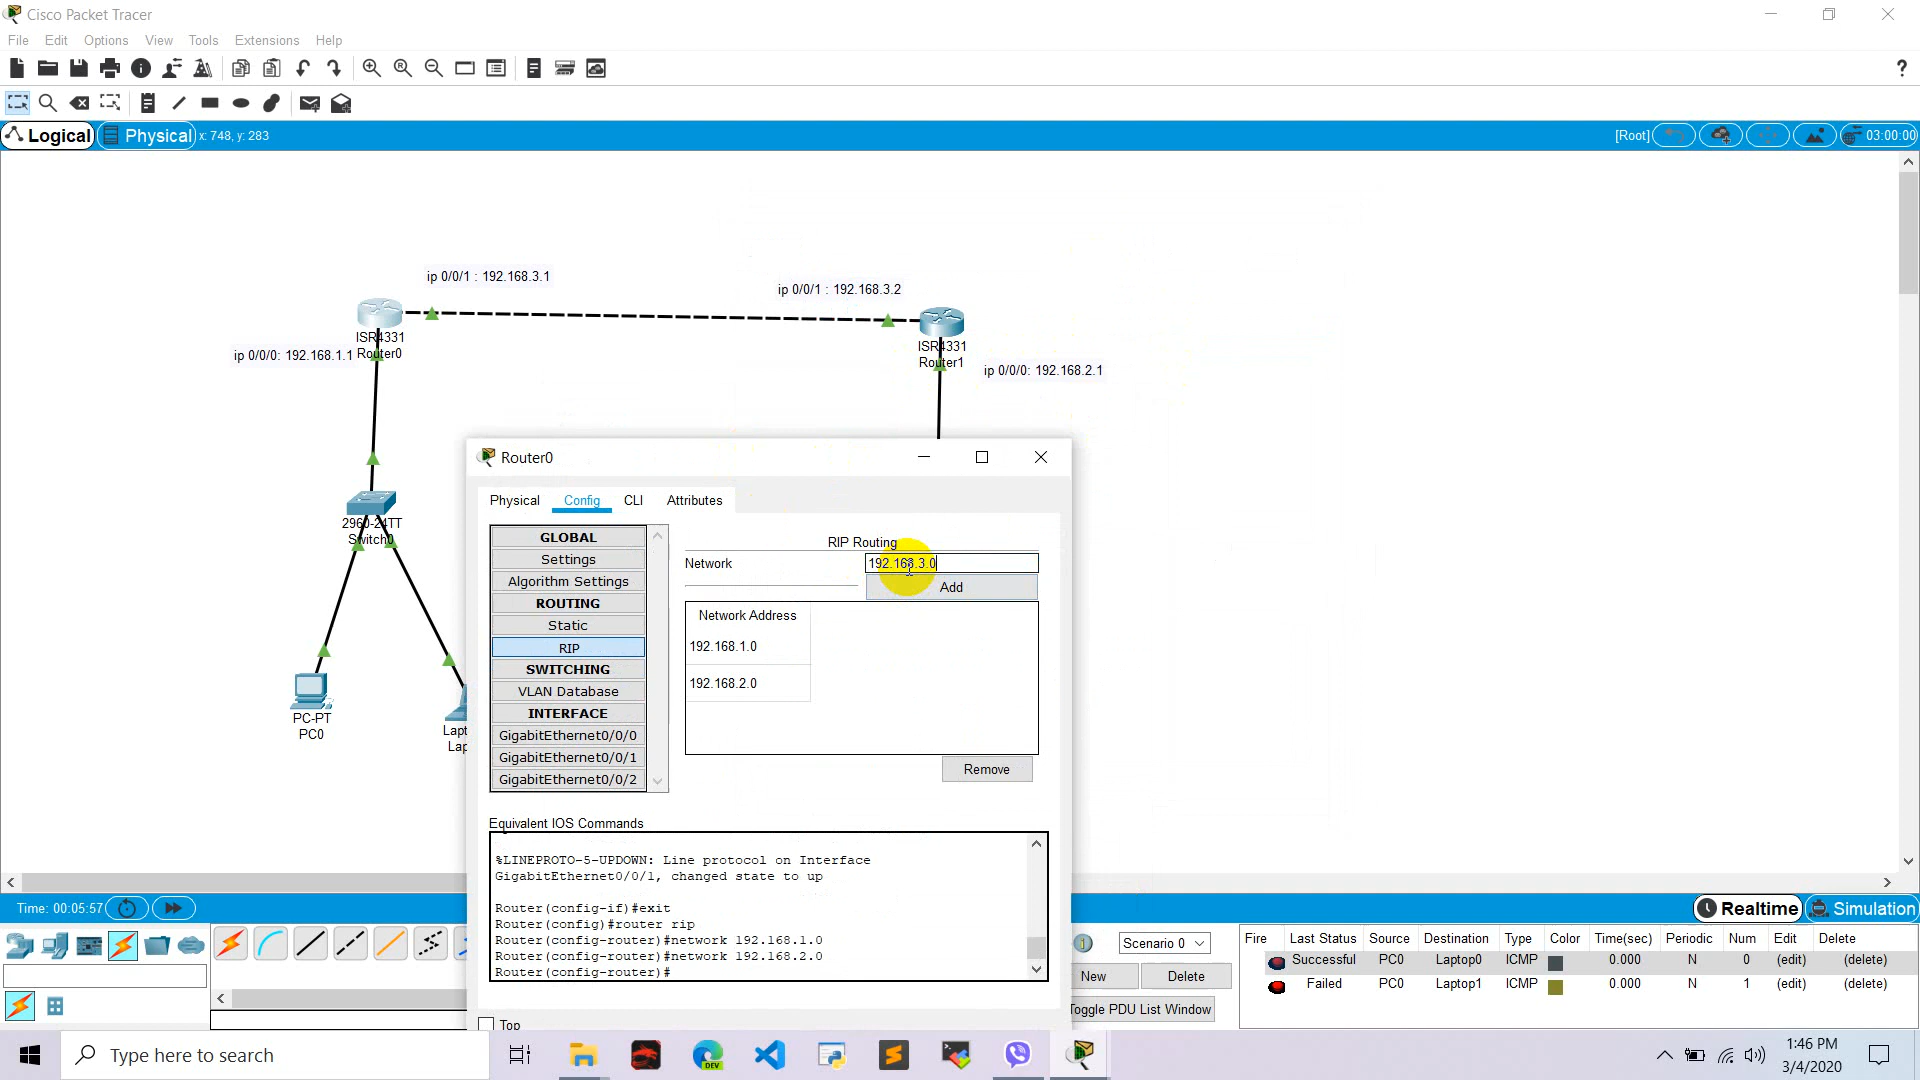 Cisco Packet Tracer
File Edit Options View Tools Extensions Help
?
Logical Physical x: 748, y: 283 [Root] 03:00:00
ip 0/0/1 : 192.168.3.1
ip 0/0/1 : 192.168.3.2
ISR4331
Router0
ip 0/0/0: 192.168.1.1
ISR4331
Router1
ip 0/0/0: 192.168.2.1
2960-24TT
Switch0
PC-PT
PC0
Lapt
Lap
Router0
Physical Config CLI Attributes
GLOBAL
Settings
Algorithm Settings
ROUTING
Static
RIP
SWITCHING
VLAN Database
INTERFACE
GigabitEthernet0/0/0
GigabitEthernet0/0/1
GigabitEthernet0/0/2
RIP Routing
Network 192.168.3.0
Add
Network Address
192.168.1.0
192.168.2.0
Remove
Equivalent IOS Commands
%LINEPROTO-5-UPDOWN: Line protocol on Interface
GigabitEthernet0/0/1, changed state to up
Router(config-if)#exit
Router(config)#router rip
Router(config-router)#network 192.168.1.0
Router(config-router)#network 192.168.2.0
Router(config-router)#
Top
Time: 00:05:57
Realtime Simulation
Scenario 0
New Delete
Toggle PDU List Window
Fire Last Status Source Destination Type Color Time(sec) Periodic Num Edit Delete
Successful PC0 Laptop0 ICMP 0.000 N 0 (edit) (delete)
Failed PC0 Laptop1 ICMP 0.000 N 1 (edit) (delete)
Type here to search
DEV
1:46 PM
3/4/2020